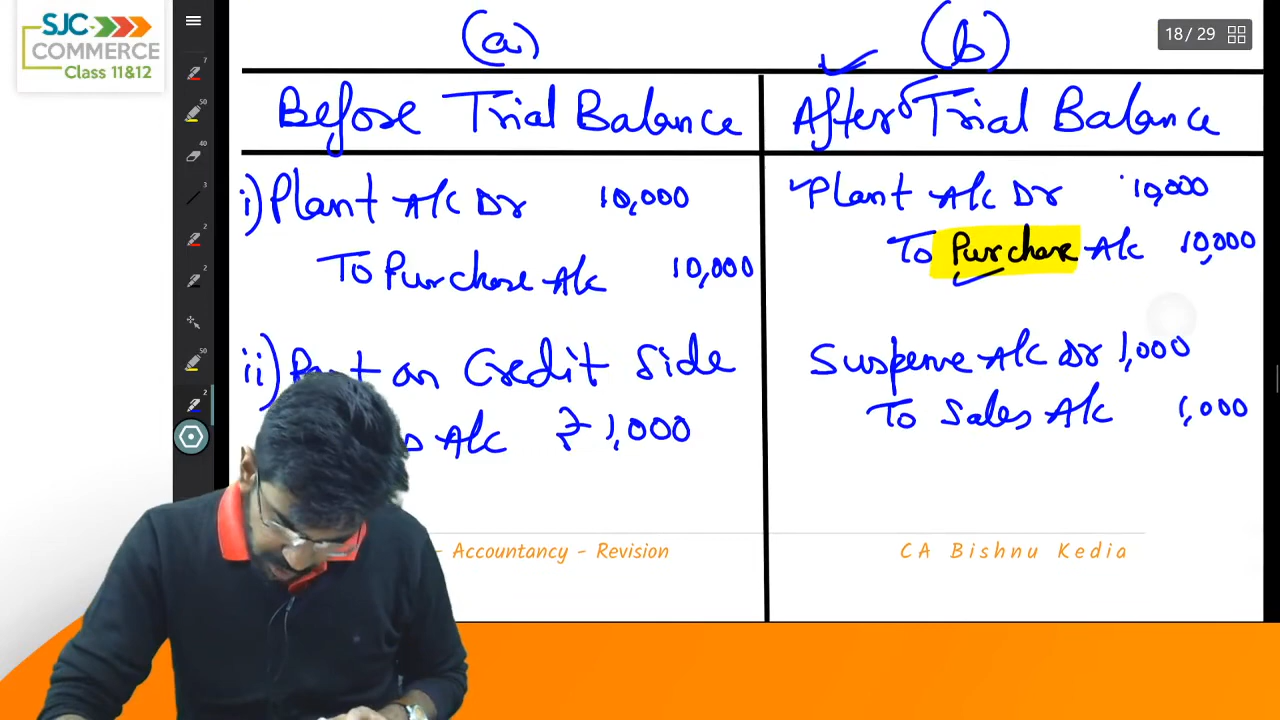 SJC
COMMERCE
Class 11&12
18 / 29
(a)
(b)
Before Trial Balance
After Trial Balance
i) Plant A/c Dr 10,000
To Purchase A/c 10,000
Plant A/c Dr 10,000
To Purchase A/c 10,000
ii) on Credit Side
A/c ₹ 1,000
Suspense A/c Dr 1,000
To Sales A/c 1,000
- Accountancy - Revision
CA Bishnu Kedia